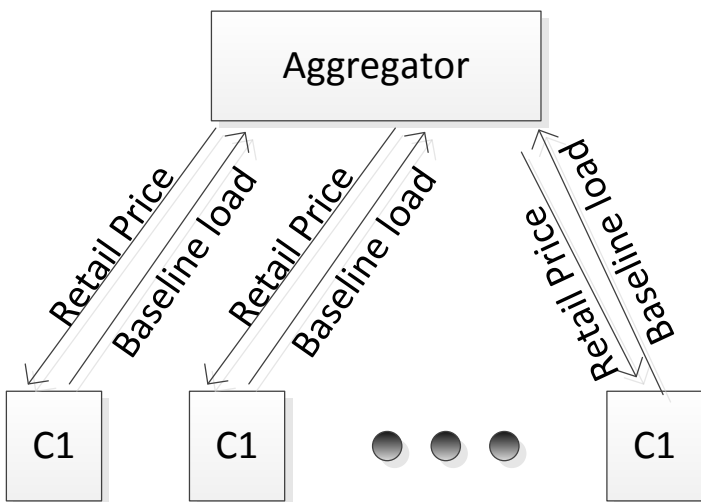 Aggregator
Retail Price
Baseline load
Retail Price
Baseline load
Retail Price
Baseline load
C1
C1
C1